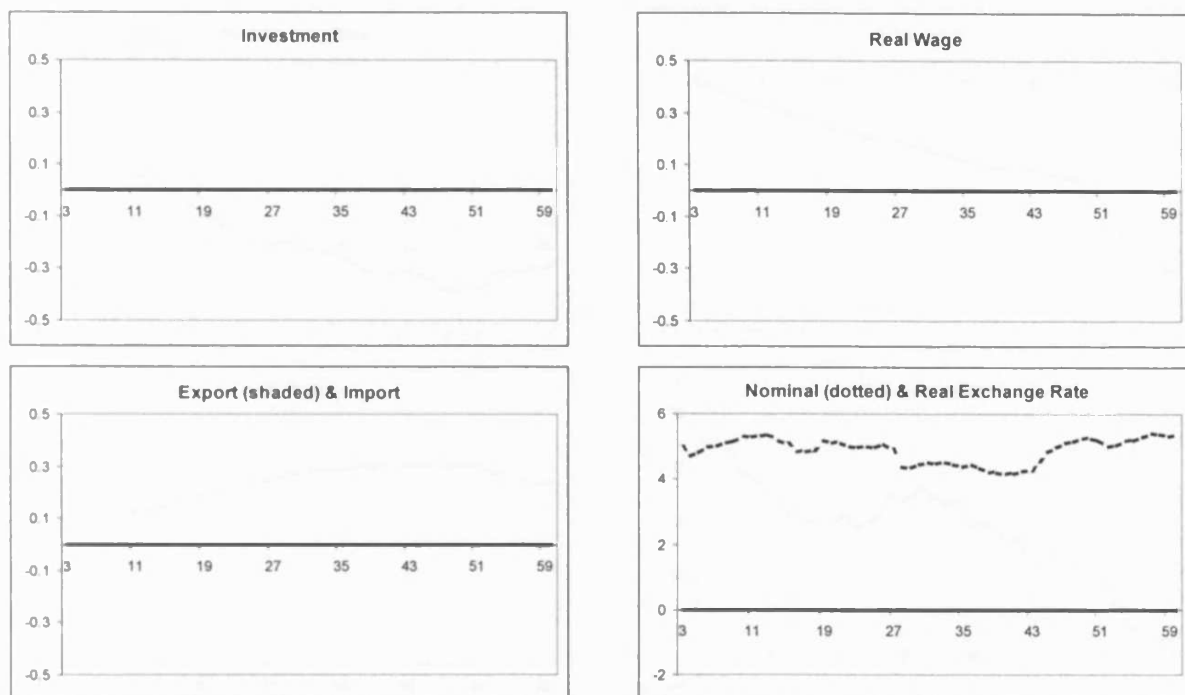 Investment
0.5
0.3
0.1
-0.1
-0.3
-0.5
3 11 19 27 35 43 51 59
Real Wage
0.5
0.3
0.1
-0.1
-0.3
-0.5
3 11 19 27 35 43 51 59
Export (shaded) & Import
0.5
0.3
0.1
-0.1
-0.3
-0.5
3 11 19 27 35 43 51 59
Nominal (dotted) & Real Exchange Rate
6
4
2
0
-2
3 11 19 27 35 43 51 59